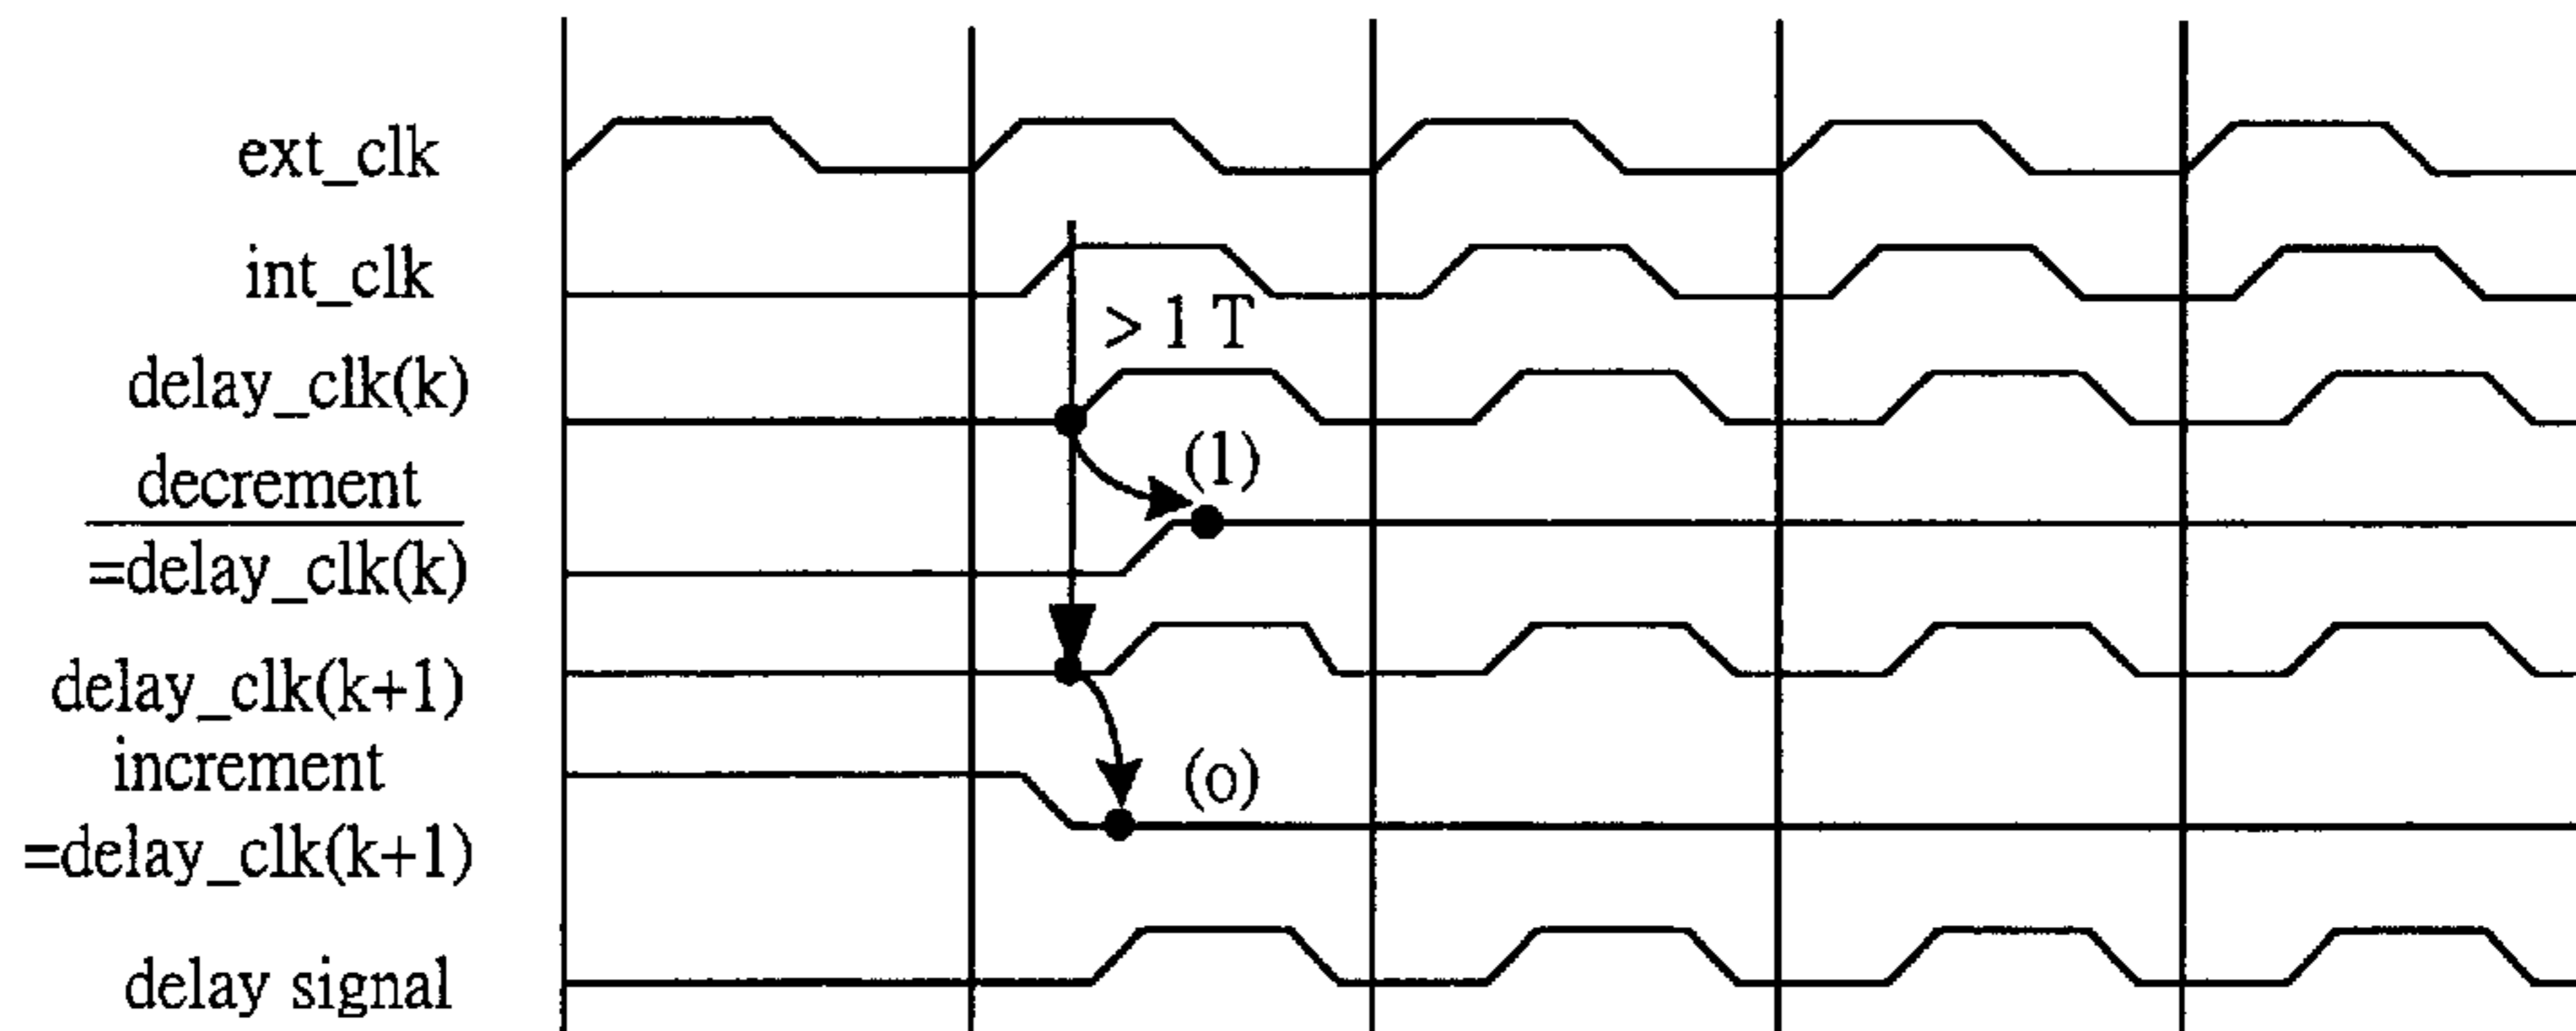 ext_clk
int_clk
> 1 T
delay_clk(k)
(1)
decrement
=delay_clk(k)
delay_clk(k+1)
increment
(o)
=delay_clk(k+1)
delay signal